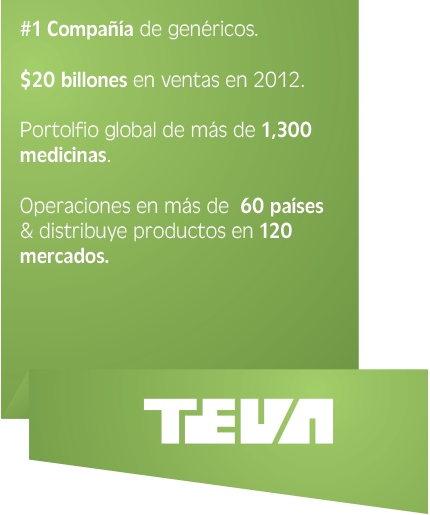 #1 Compañía de genéricos.
$20 billones en ventas en 2012.
Portolfio global de más de 1,300
medicinas.
Operaciones en más de 60 países
& distribuye productos en 120
mercados.
TEVA